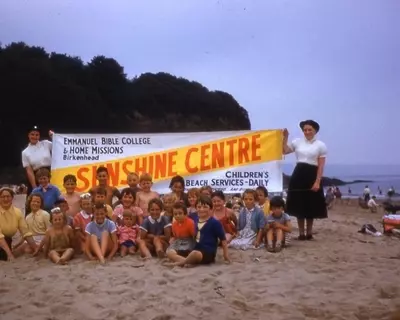 Emmanuel Bible College
& Home Missions
Birkenhead
SUNSHINE CENTRE
Children's
Beach Services - Daily